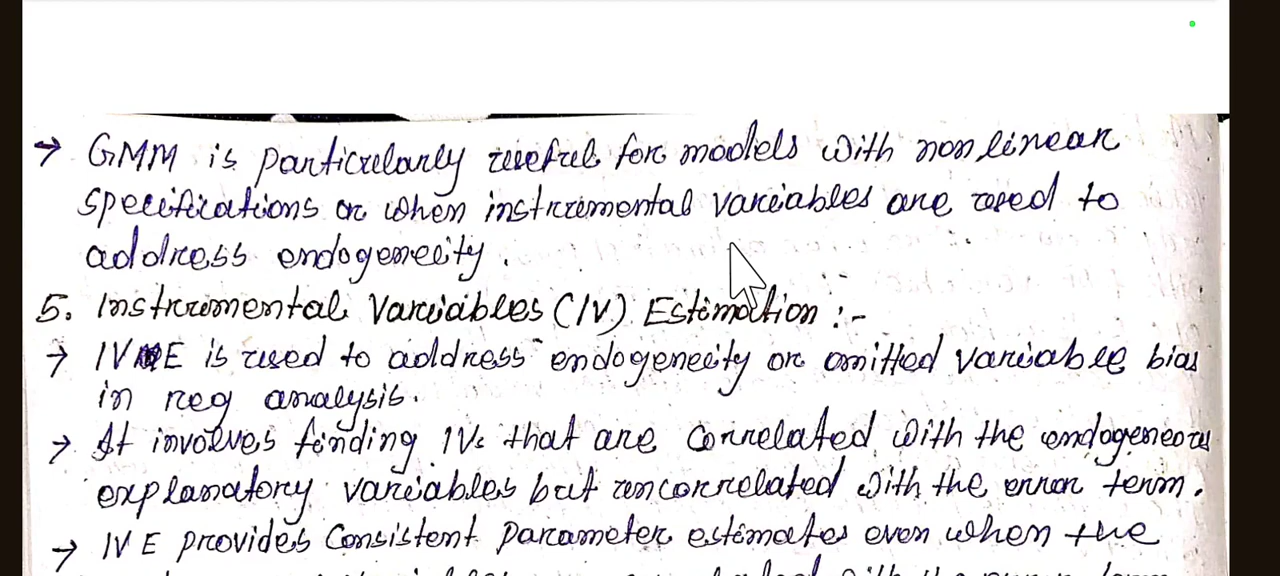 → GMM is particularly useful for models with nonlinear
specifications or when instrumental variables are used to
address endogeneity.
5. Instrumental Variables (IV) Estimation :-
→ IVE is used to address endogeneity or omitted variable bias
in reg analysis.
→ It involves finding IVs that are correlated with the endogeneous
explanatory variables but uncorrelated with the error term.
→ IVE provides consistent parameter estimates even when the